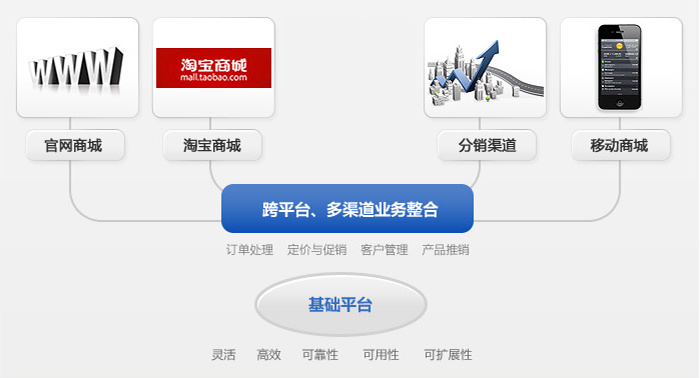 WWW
淘宝商城
mall.taobao.com
官网商城
淘宝商城
分销渠道
移动商城
跨平台、多渠道业务整合
订单处理 定价与促销 客户管理 产品推销
基础平台
灵活 高效 可靠性 可用性 可扩展性